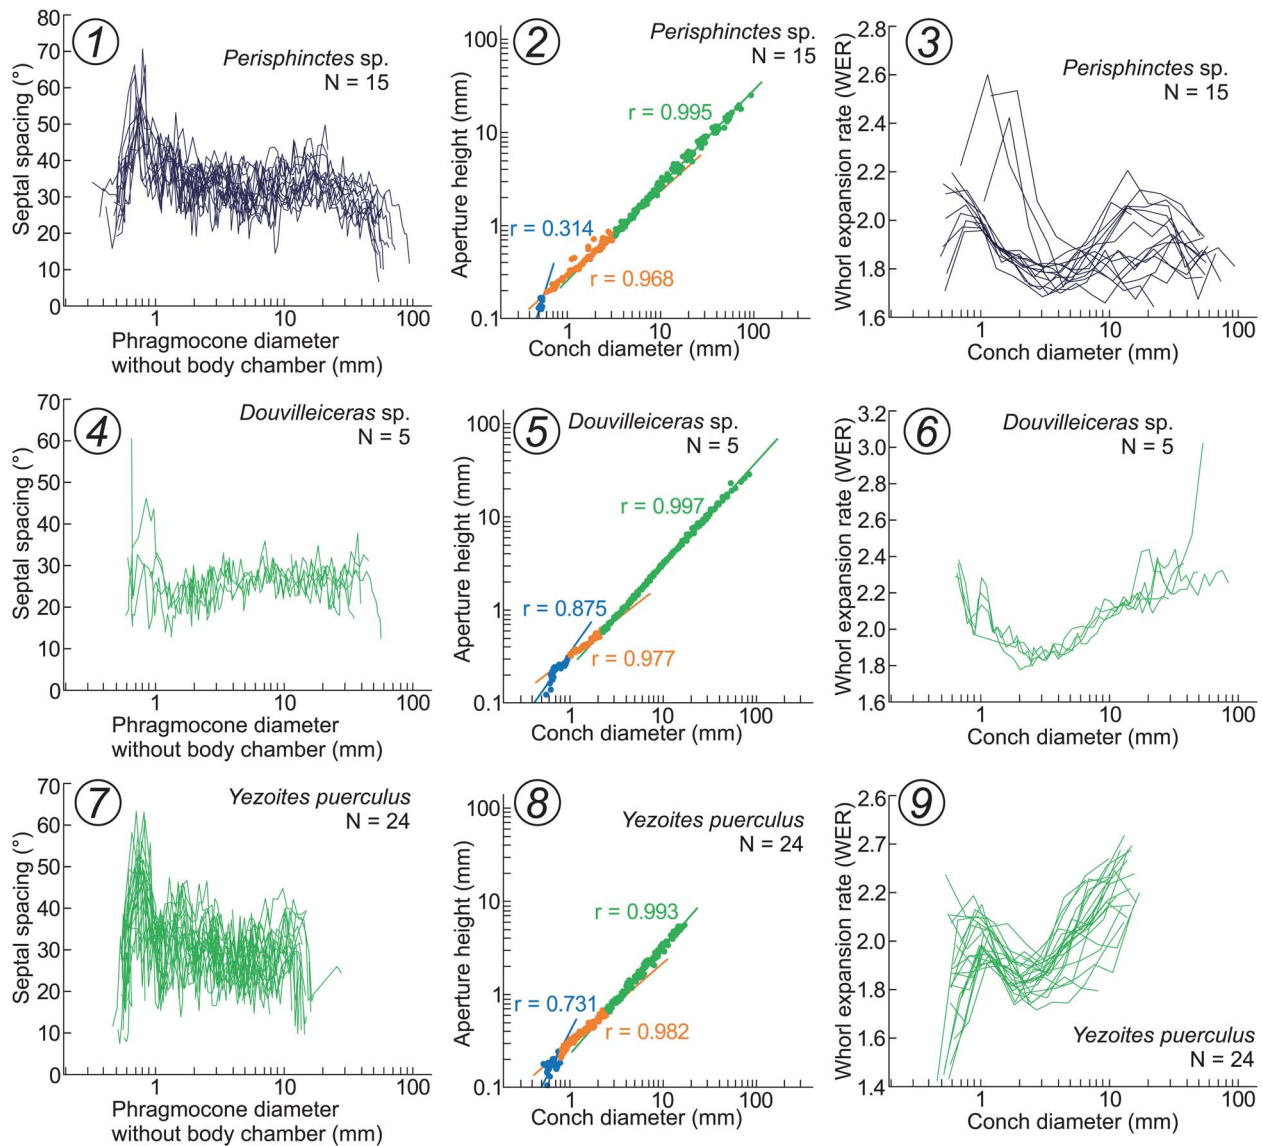 1
Perisphinctes sp.
N = 15
Septal spacing (°)
80
70
60
50
40
30
20
10
0
1
10
100
Phragmocone diameter
without body chamber (mm)
2
Perisphinctes sp.
N = 15
Aperture height (mm)
100
10
1
0.1
r = 0.995
r = 0.314
r = 0.968
1
10
100
Conch diameter (mm)
3
Perisphinctes sp.
N = 15
Whorl expansion rate (WER)
2.8
2.6
2.4
2.2
2.0
1.8
1.6
1
10
100
Conch diameter (mm)
4
Douvilleiceras sp.
N = 5
Septal spacing (°)
70
60
50
40
30
20
10
0
1
10
100
Phragmocone diameter
without body chamber (mm)
5
Douvilleiceras sp.
N = 5
Aperture height (mm)
100
10
1
0.1
r = 0.997
r = 0.875
r = 0.977
1
10
100
Conch diameter (mm)
6
Douvilleiceras sp.
N = 5
Whorl expansion rate (WER)
3.2
3.0
2.8
2.6
2.4
2.2
2.0
1.8
1.6
1
10
100
Conch diameter (mm)
7
Yezoites puerculus
N = 24
Septal spacing (°)
70
60
50
40
30
20
10
0
1
10
100
Phragmocone diameter
without body chamber (mm)
8
Yezoites puerculus
N = 24
Aperture height (mm)
100
10
1
0.1
r = 0.993
r = 0.731
r = 0.982
1
10
100
Conch diameter (mm)
9
Whorl expansion rate (WER)
2.6
2.7
2.2
2.0
1.8
1.6
1.4
Yezoites puerculus
N = 24
1
10
100
Conch diameter (mm)